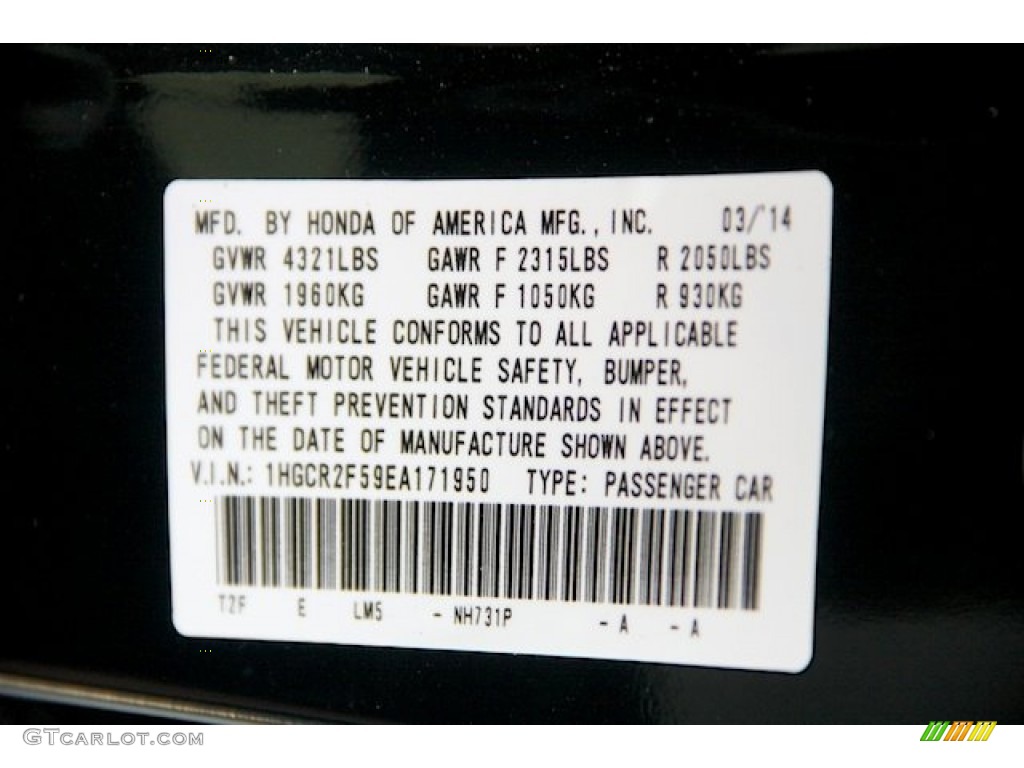 MFD. BY HONDA OF AMERICA MFG., INC. 03/'14
GVWR 4321LBS GAWR F 2315LBS R 2050LBS
GVWR 1960KG GAWR F 1050KG R 930KG
THIS VEHICLE CONFORMS TO ALL APPLICABLE
FEDERAL MOTOR VEHICLE SAFETY, BUMPER,
AND THEFT PREVENTION STANDARDS IN EFFECT
ON THE DATE OF MANUFACTURE SHOWN ABOVE.
V.I.N.: 1HGCR2F59EA171950 TYPE: PASSENGER CAR
T2F E LM5 - NH731P - A - A
GTCARLOT.COM